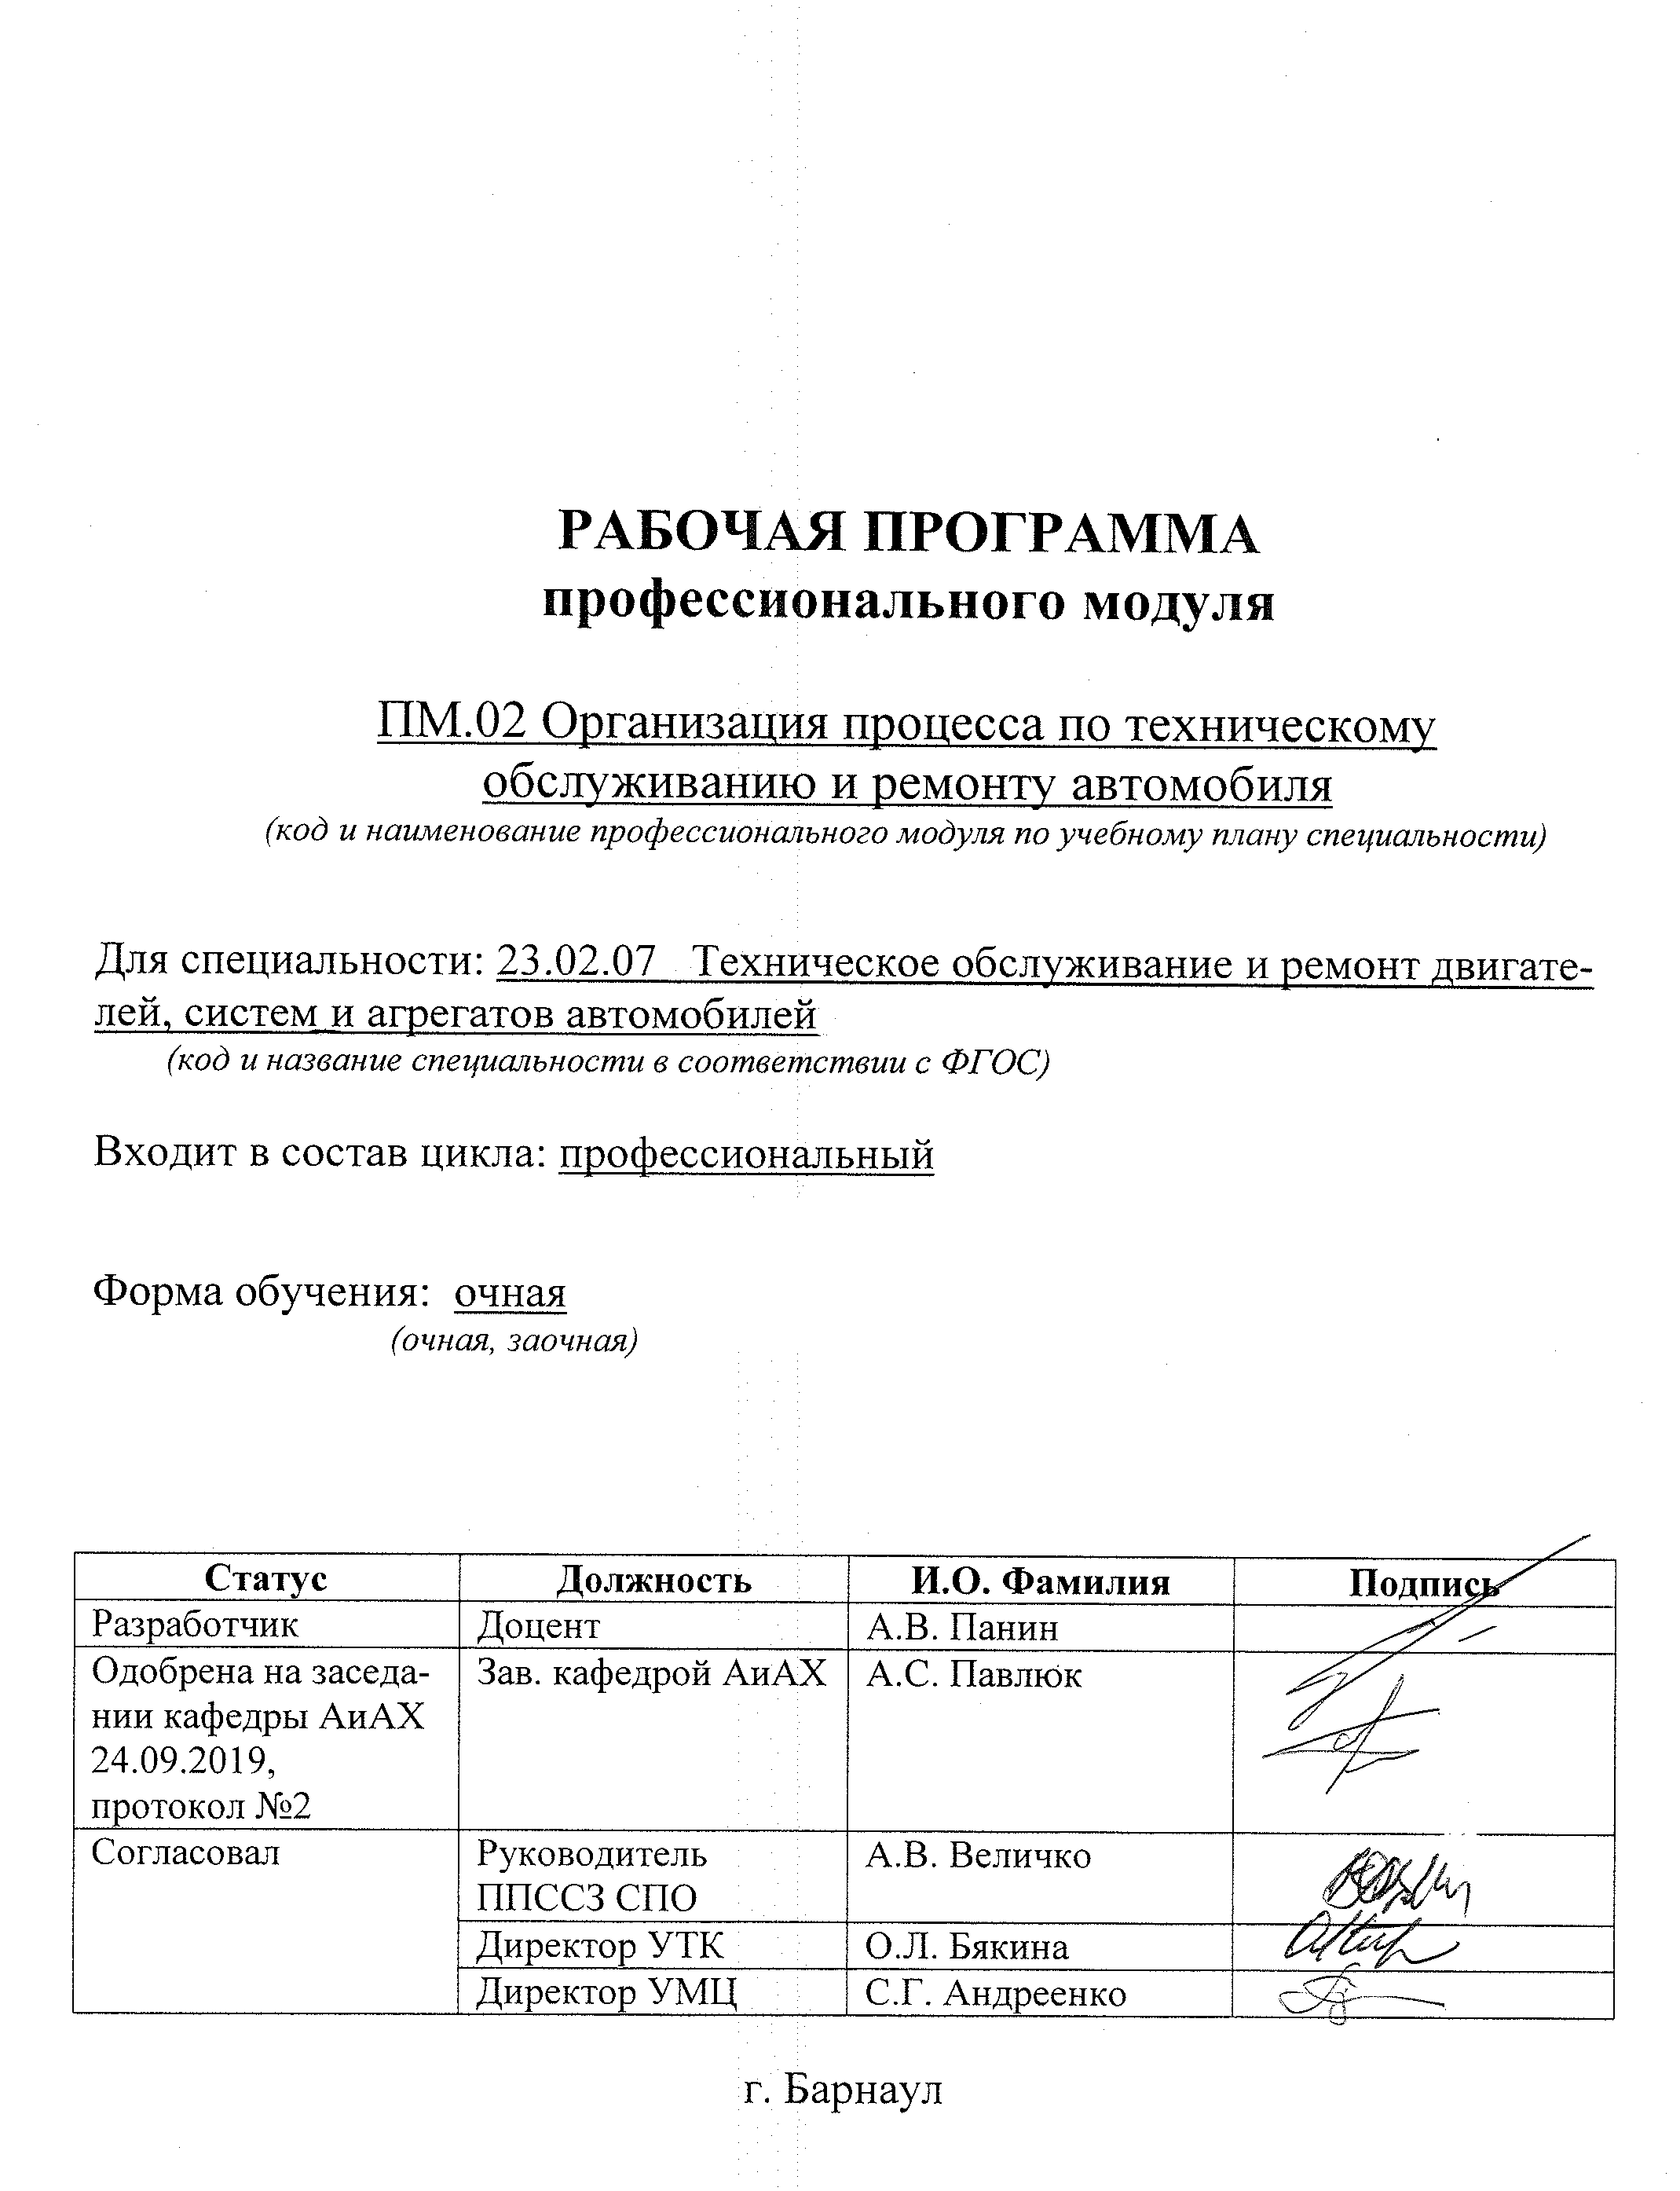 РАБОЧАЯ ПРОГРАММА
профессионального модуля
ПМ.02 Организация процесса по техническому
обслуживанию и ремонту автомобиля
(код и наименование профессионального модуля по учебному плану специальности)
Для специальности: 23.02.07 Техническое обслуживание и ремонт двигате-
лей, систем и агрегатов автомобилей
(код и название специальности в соответствии с ФГОС)
Входит в состав цикла: профессиональный
Форма обучения: очная
(очная, заочная)
Статус Должность И.О. Фамилия Подпись
Разработчик Доцент А.В. Панин
Одобрена на заседа- Зав. кафедрой АиАХ А.С. Павлюк
нии кафедры АиАХ
24.09.2019,
протокол №2
Согласовал Руководитель А.В. Величко
ППССЗ СПО
Директор УТК О.Л. Бякина
Директор УМЦ С.Г. Андреенко
г. Барнаул